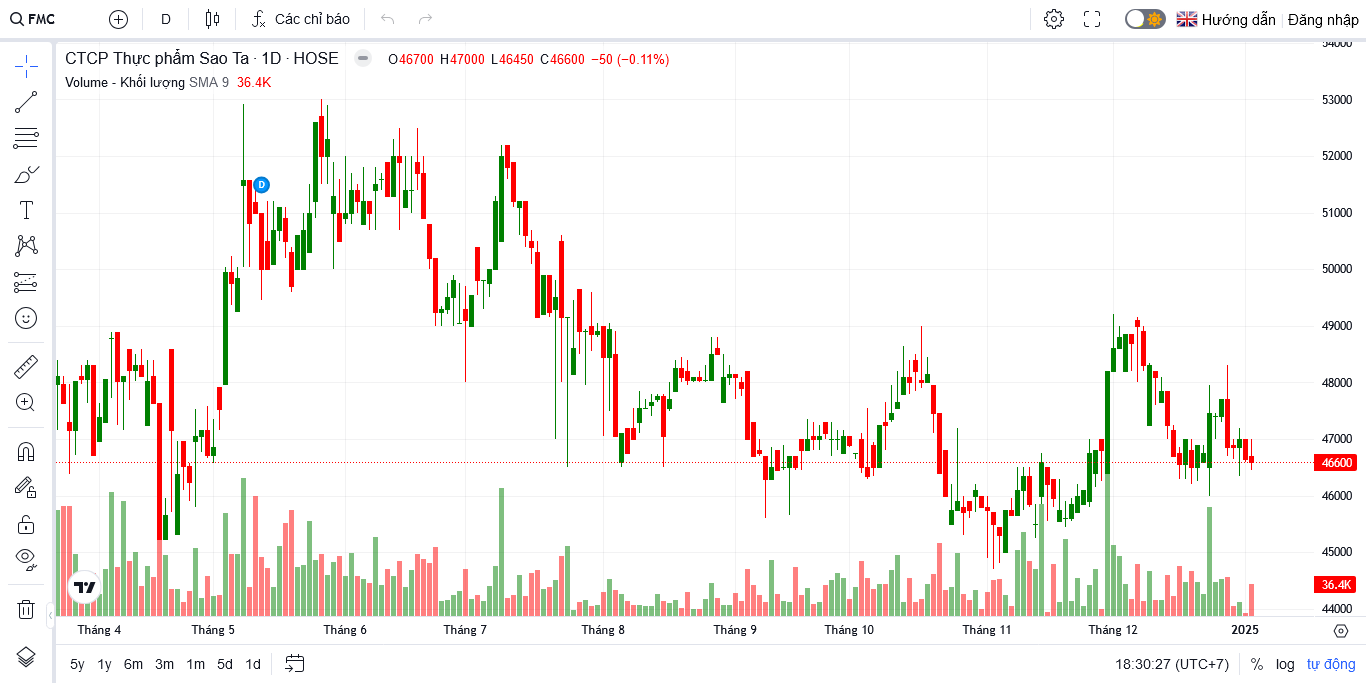 FMC D Các chỉ báo Hướng dẫn Đăng nhập
CTCP Thực phẩm Sao Ta · 1D · HOSE O46700 H47000 L46450 C46600 −50 (−0.11%)
Volume - Khối lượng SMA 9 36.4K
D
54000
53000
52000
51000
50000
49000
48000
47000
46600
46000
45000
36.4K
44000
Tháng 4 Tháng 5 Tháng 6 Tháng 7 Tháng 8 Tháng 9 Tháng 10 Tháng 11 Tháng 12 2025
5y 1y 6m 3m 1m 5d 1d 18:30:27 (UTC+7) % log tự động